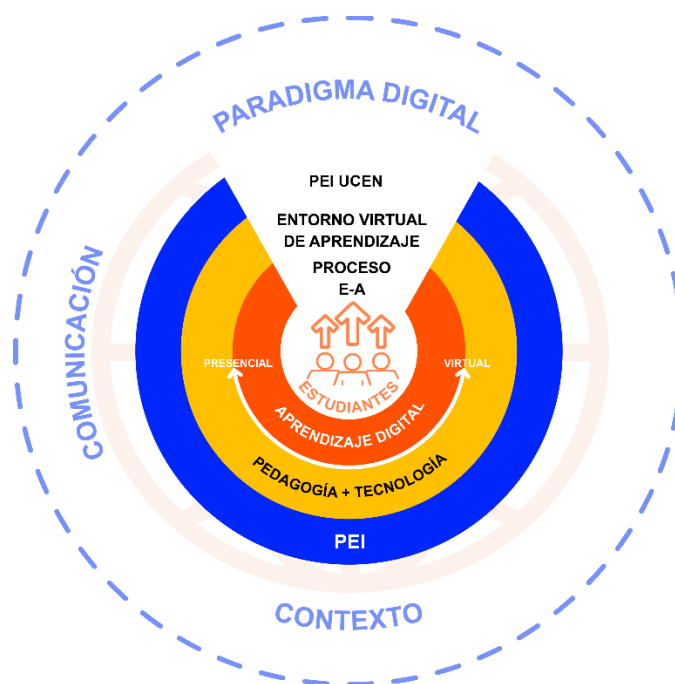 PARADIGMA DIGITAL
PEI UCEN
ENTORNO VIRTUAL
DE APRENDIZAJE
PROCESO
E-A
COMUNICACIÓN
PRESENCIAL
VIRTUAL
ESTUDIANTES
APRENDIZAJE DIGITAL
PEDAGOGÍA + TECNOLOGÍA
PEI
CONTEXTO